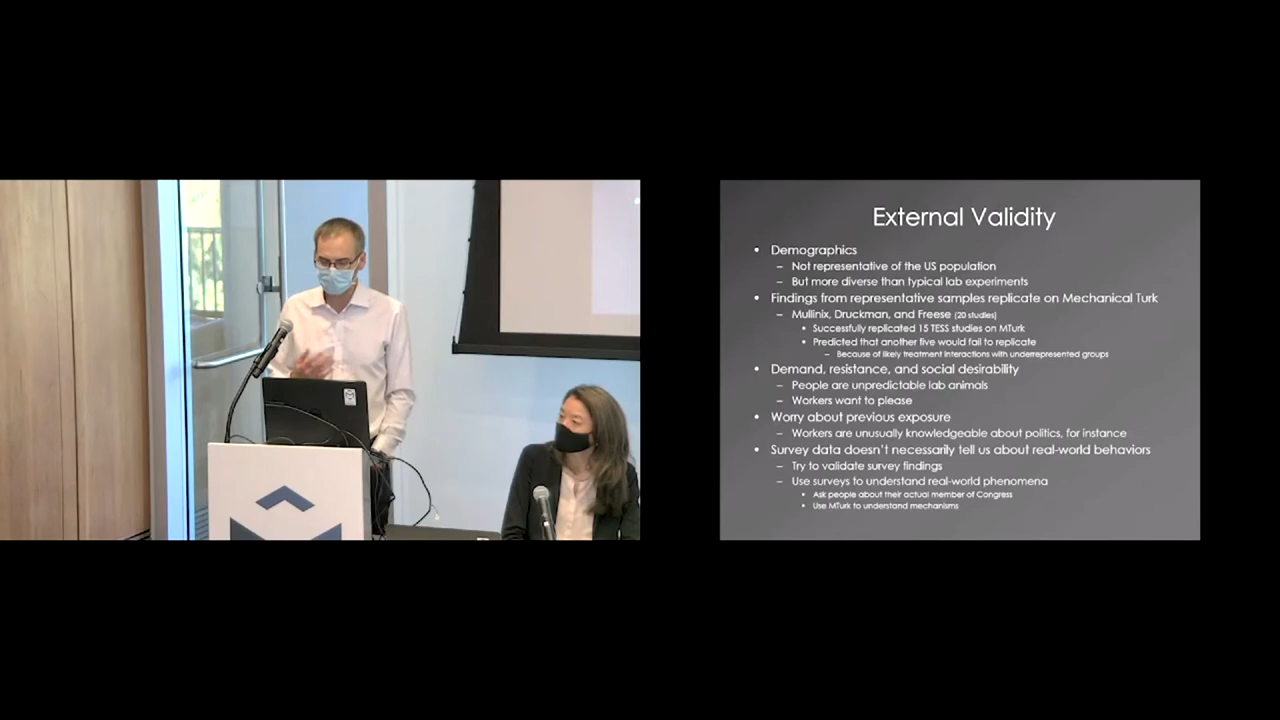 External Validity
• Demographics
– Not representative of the US population
– But more diverse than typical lab experiments
• Findings from representative samples replicate on Mechanical Turk
– Mullinix, Druckman, and Freese (20 studies)
• Successfully replicated 15 TESS studies on MTurk
• Predicted that another five would fail to replicate
– Because of likely treatment interactions with underrepresented groups
• Demand, resistance, and social desirability
– People are unpredictable lab animals
– Workers want to please
• Worry about previous exposure
– Workers are unusually knowledgeable about politics, for instance
• Survey data doesn't necessarily tell us about real-world behaviors
– Try to validate survey findings
– Use surveys to understand real-world phenomena
• Ask people about their actual member of Congress
• Use MTurk to understand mechanisms